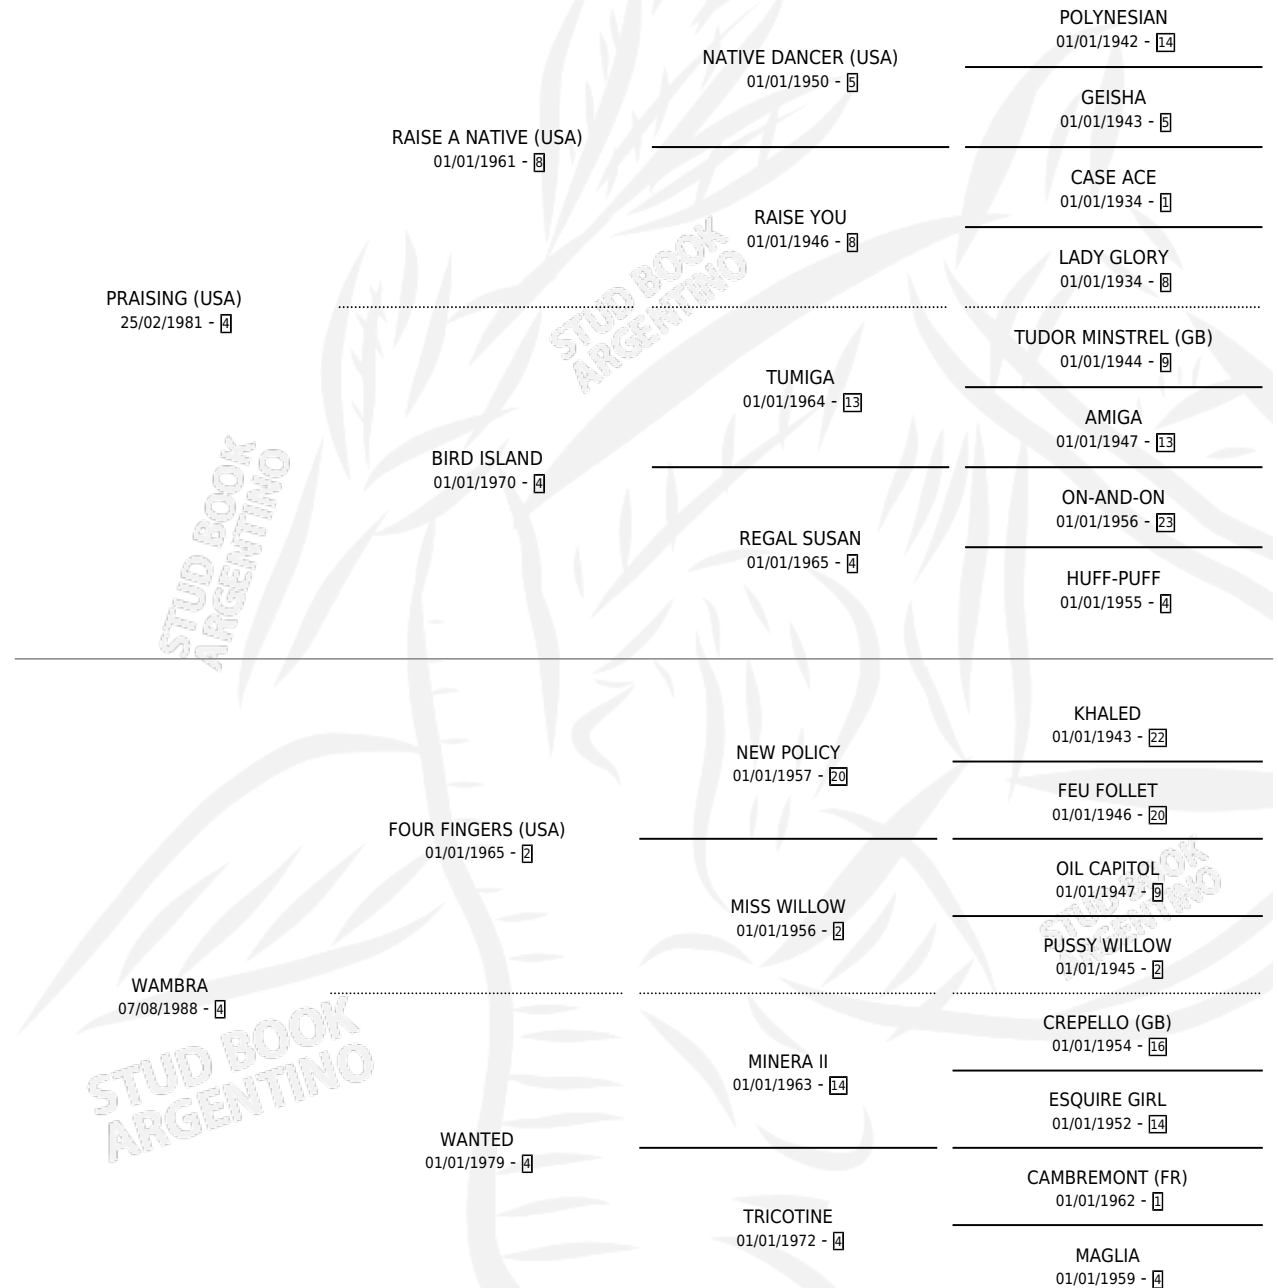 POLYNESIAN
01/01/1942 - 14
NATIVE DANCER (USA)
01/01/1950 - 5
GEISHA
01/01/1943 - 5
RAISE A NATIVE (USA)
01/01/1961 - 8
CASE ACE
01/01/1934 - 1
RAISE YOU
01/01/1946 - 8
LADY GLORY
01/01/1934 - 8
PRAISING (USA)
25/02/1981 - 4
TUDOR MINSTREL (GB)
01/01/1944 - 9
TUMIGA
01/01/1964 - 13
AMIGA
01/01/1947 - 13
BIRD ISLAND
01/01/1970 - 4
ON-AND-ON
01/01/1956 - 23
REGAL SUSAN
01/01/1965 - 4
HUFF-PUFF
01/01/1955 - 4
STUD BOOK
ARGENTINO
STUD BOOK
ARGENTINO
KHALED
01/01/1943 - 22
NEW POLICY
01/01/1957 - 20
FEU FOLLET
01/01/1946 - 20
FOUR FINGERS (USA)
01/01/1965 - 2
OIL CAPITOL
01/01/1947 - 9
MISS WILLOW
01/01/1956 - 2
PUSSY WILLOW
01/01/1945 - 2
WAMBRA
07/08/1988 - 4
CREPELLO (GB)
01/01/1954 - 16
MINERA II
01/01/1963 - 14
ESQUIRE GIRL
01/01/1952 - 14
WANTED
01/01/1979 - 4
CAMBREMONT (FR)
01/01/1962 - 1
TRICOTINE
01/01/1972 - 4
MAGLIA
01/01/1959 - 4
STUD BOOK
ARGENTINO
STUD BOOK
ARGENTINO